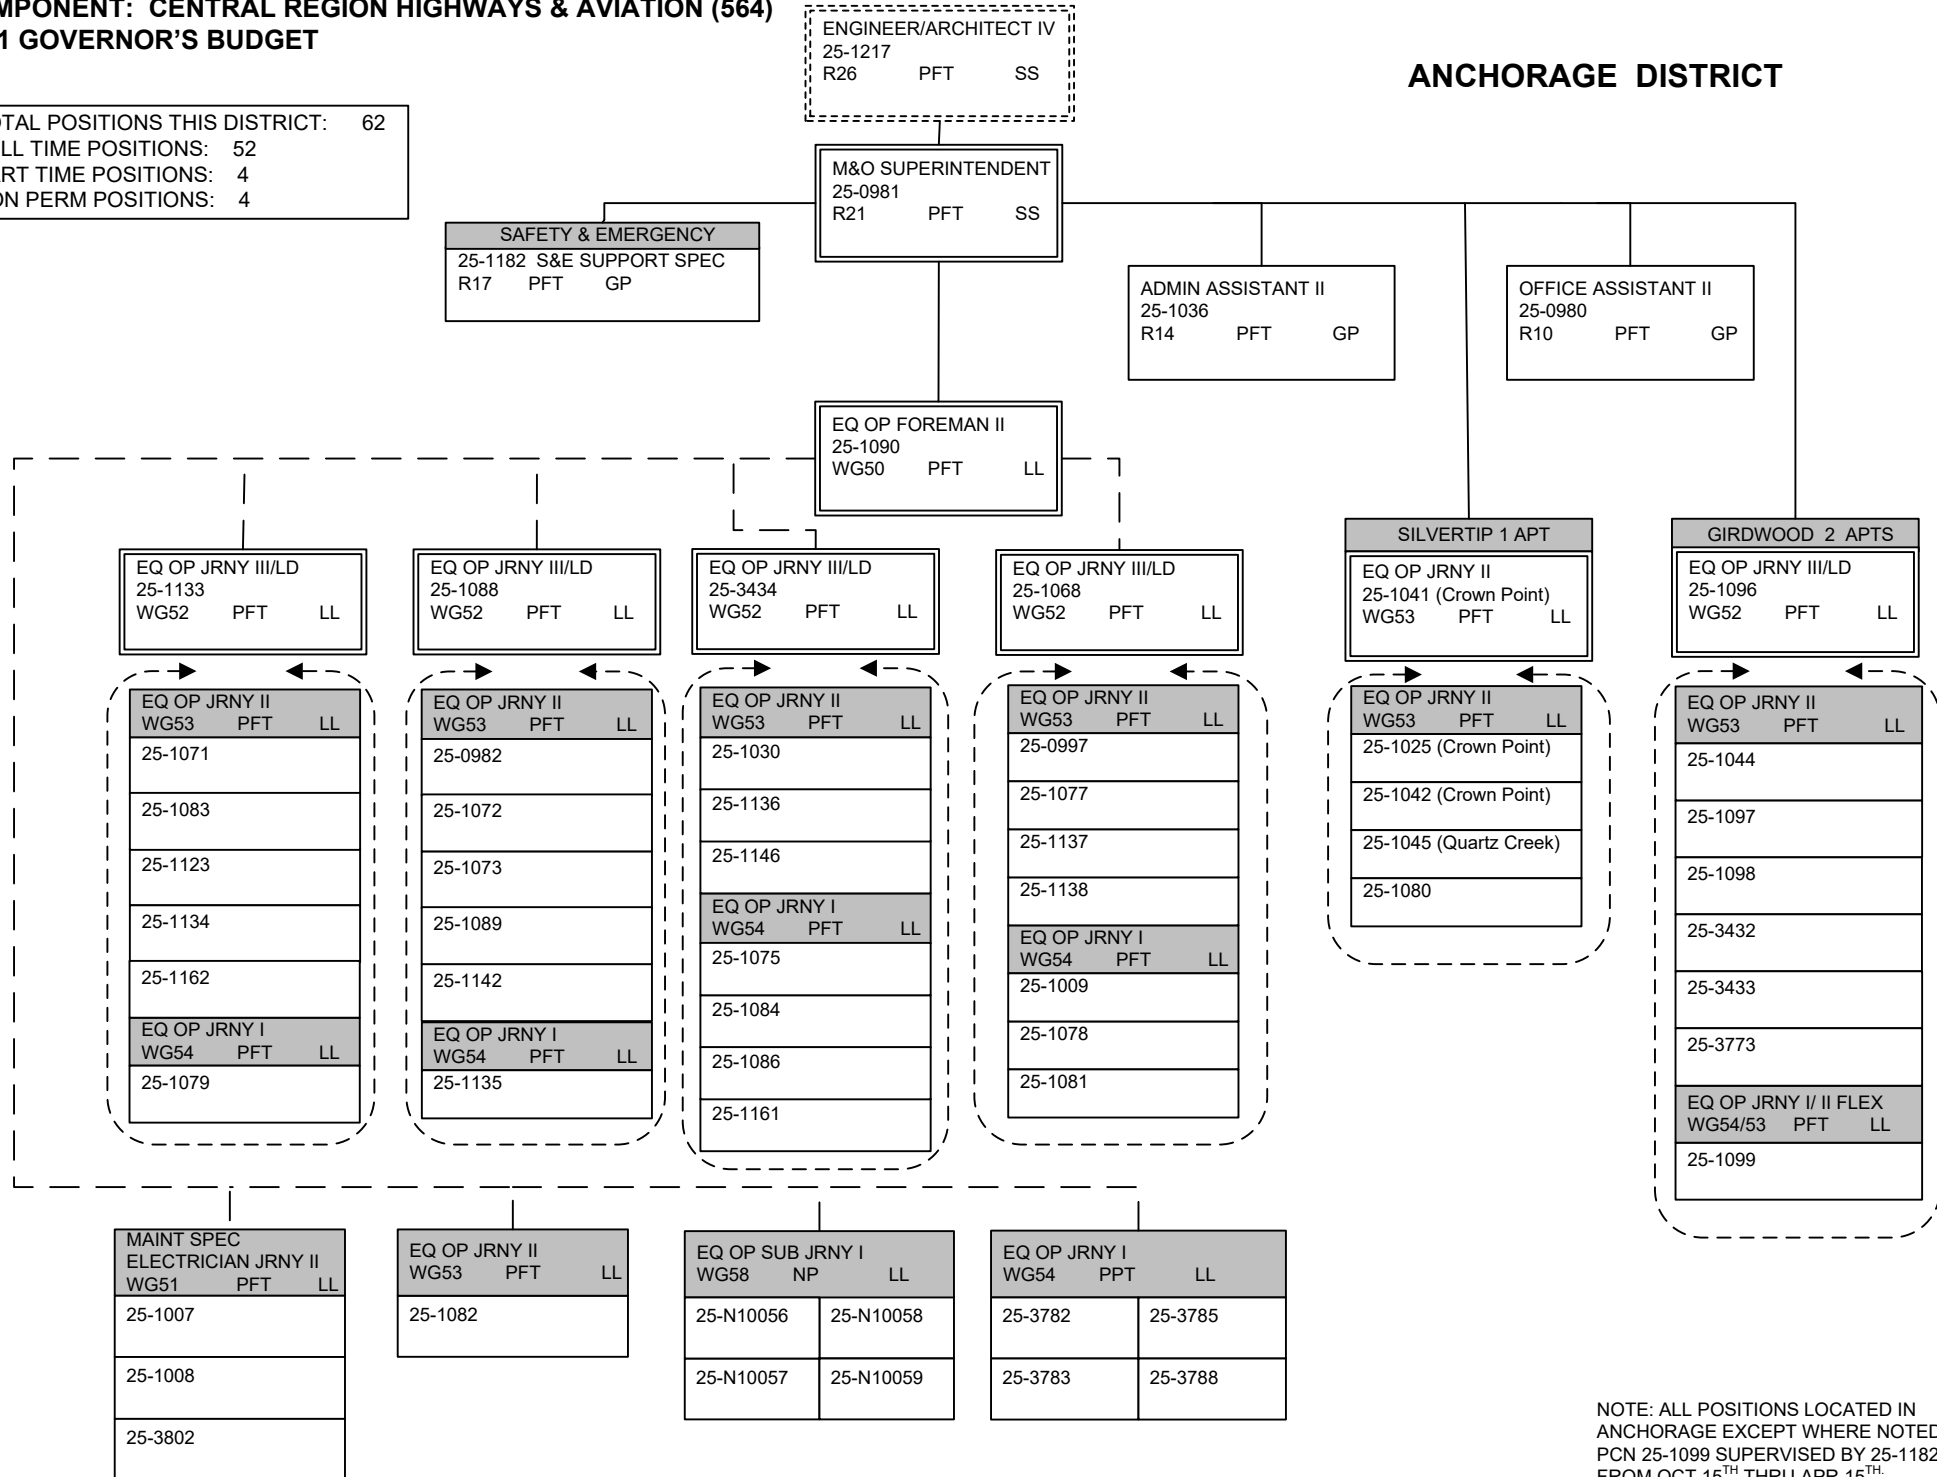 MPONENT: CENTRAL REGION HIGHWAYS & AVIATION (564)
1 GOVERNOR'S BUDGET
ANCHORAGE DISTRICT
OTAL POSITIONS THIS DISTRICT: 62
LL TIME POSITIONS: 52
ART TIME POSITIONS: 4
ON PERM POSITIONS: 4
ENGINEER/ARCHITECT IV
25-1217
R26 PFT SS
M&O SUPERINTENDENT
25-0981
R21 PFT SS
SAFETY & EMERGENCY
25-1182 S&E SUPPORT SPEC
R17 PFT GP
ADMIN ASSISTANT II
25-1036
R14 PFT GP
OFFICE ASSISTANT II
25-0980
R10 PFT GP
EQ OP FOREMAN II
25-1090
WG50 PFT LL
EQ OP JRNY III/LD
25-1133
WG52 PFT LL
EQ OP JRNY II
WG53 PFT LL
25-1071
25-1083
25-1123
25-1134
25-1162
EQ OP JRNY I
WG54 PFT LL
25-1079
EQ OP JRNY III/LD
25-1088
WG52 PFT LL
EQ OP JRNY II
WG53 PFT LL
25-0982
25-1072
25-1073
25-1089
25-1142
EQ OP JRNY I
WG54 PFT LL
25-1135
EQ OP JRNY III/LD
25-3434
WG52 PFT LL
EQ OP JRNY II
WG53 PFT LL
25-1030
25-1136
25-1146
EQ OP JRNY I
WG54 PFT LL
25-1075
25-1084
25-1086
25-1161
EQ OP JRNY III/LD
25-1068
WG52 PFT LL
EQ OP JRNY II
WG53 PFT LL
25-0997
25-1077
25-1137
25-1138
EQ OP JRNY I
WG54 PFT LL
25-1009
25-1078
25-1081
SILVERTIP 1 APT
EQ OP JRNY II
25-1041 (Crown Point)
WG53 PFT LL
EQ OP JRNY II
WG53 PFT LL
25-1025 (Crown Point)
25-1042 (Crown Point)
25-1045 (Quartz Creek)
25-1080
GIRDWOOD 2 APTS
EQ OP JRNY III/LD
25-1096
WG52 PFT LL
EQ OP JRNY II
WG53 PFT LL
25-1044
25-1097
25-1098
25-3432
25-3433
25-3773
EQ OP JRNY I/ II FLEX
WG54/53 PFT LL
25-1099
MAINT SPEC
ELECTRICIAN JRNY II
WG51 PFT LL
25-1007
25-1008
25-3802
EQ OP JRNY II
WG53 PFT LL
25-1082
EQ OP SUB JRNY I
WG58 NP LL
25-N10056 25-N10058
25-N10057 25-N10059
EQ OP JRNY I
WG54 PPT LL
25-3782 25-3785
25-3783 25-3788
NOTE: ALL POSITIONS LOCATED IN
ANCHORAGE EXCEPT WHERE NOTED
PCN 25-1099 SUPERVISED BY 25-1182
FROM OCT 15TH THRU APR 15TH.